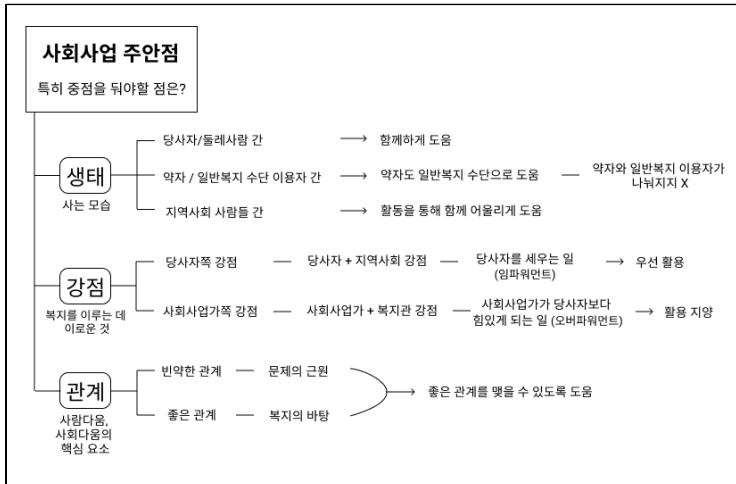 사회사업 주안점
특히 중점을 둬야할 점은?
생태
사는 모습
당사자/둘레사람 간 → 함께하게 도움
약자 / 일반복지 수단 이용자 간 → 약자도 일반복지 수단으로 도움 — 약자와 일반복지 이용자가
나눠지지 X
지역사회 사람들 간 → 활동을 통해 함께 어울리게 도움
강점
복지를 이루는 데
이로운 것
당사자쪽 강점 — 당사자 + 지역사회 강점 — 당사자를 세우는 일 → 우선 활용
(임파워먼트)
사회사업가쪽 강점 — 사회사업가 + 복지관 강점 — 사회사업가가 당사자보다 → 활용 지양
힘있게 되는 일 (오버파워먼트)
관계
사람다움,
사회다움의
핵심 요소
빈약한 관계 — 문제의 근원
좋은 관계 — 복지의 바탕
→ 좋은 관계를 맺을 수 있도록 도움